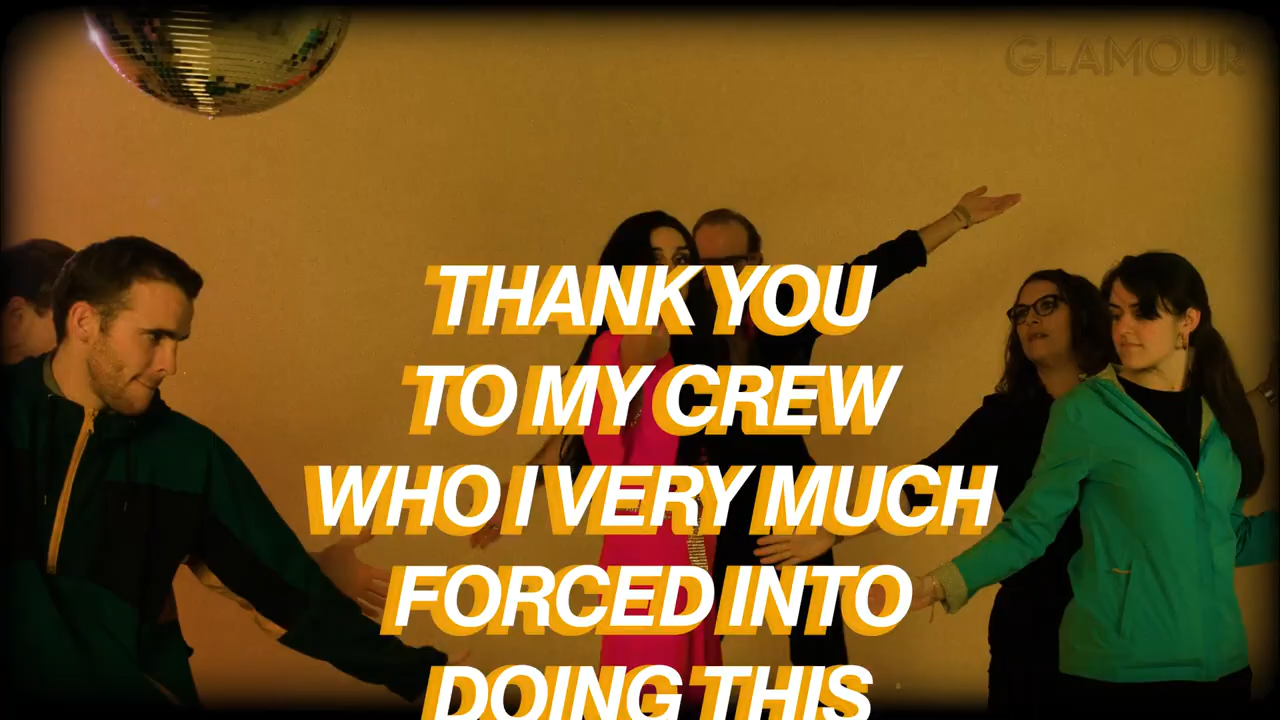 GLAMOUR
THANK YOU
TO MY CREW
WHO I VERY MUCH
FORCED INTO
DOING THIS